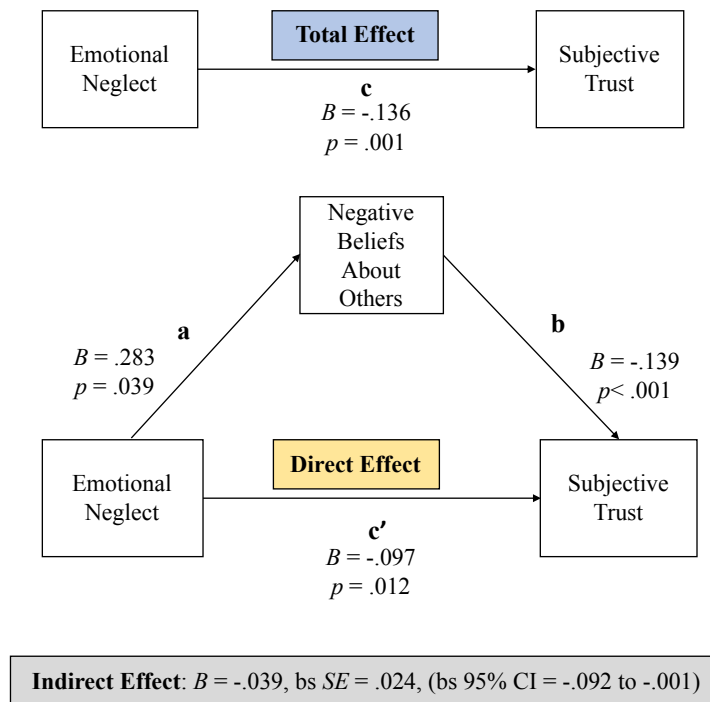 Total Effect
Emotional
Neglect
Subjective
Trust
c
B = -.136
p = .001
Negative
Beliefs
About
Others
a
B = .283
p = .039
b
B = -.139
p< .001
Direct Effect
Emotional
Neglect
Subjective
Trust
c’
B = -.097
p = .012
Indirect Effect: B = -.039, bs SE = .024, (bs 95% CI = -.092 to -.001)